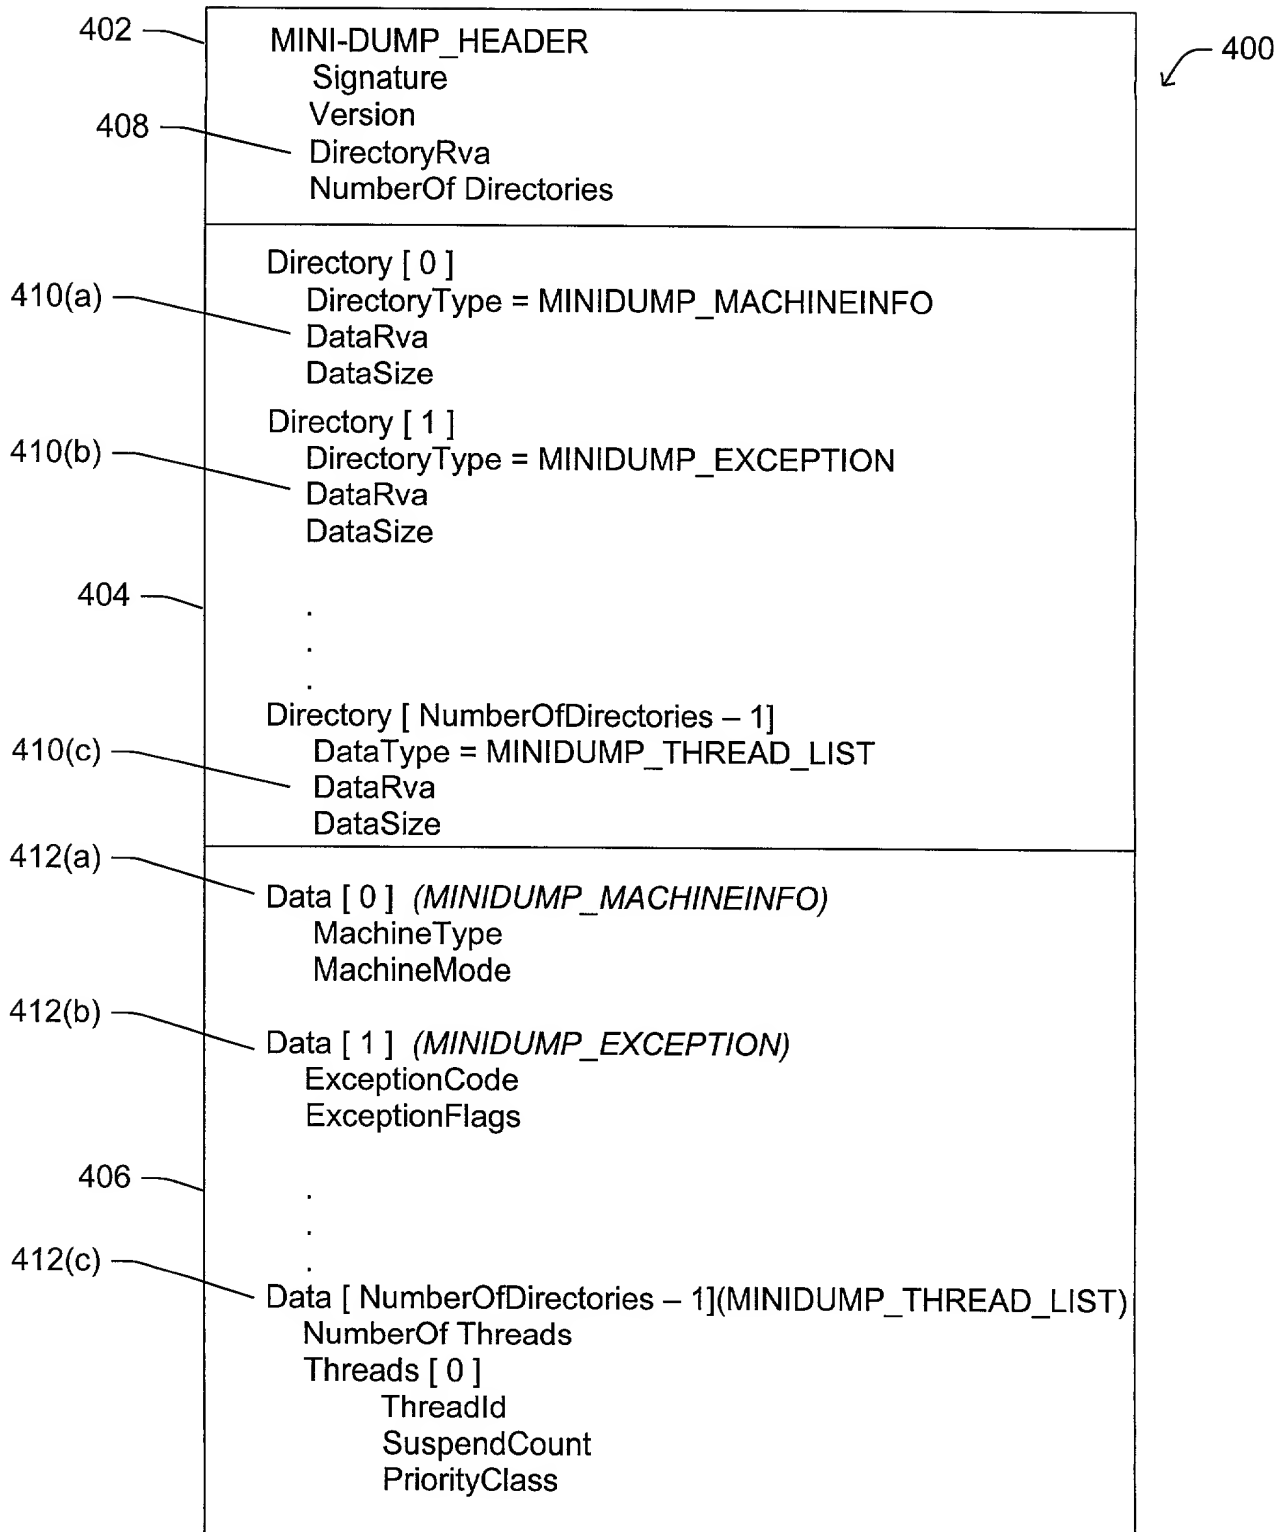 402
MINI-DUMP_HEADER
400
Signature
Version
408
DirectoryRva
NumberOf Directories
Directory [ 0 ]
410(a)
DirectoryType = MINIDUMP_MACHINEINFO
DataRva
DataSize
Directory [ 1 ]
410(b)
DirectoryType = MINIDUMP_EXCEPTION
DataRva
DataSize
404
.
.
.
Directory [ NumberOfDirectories – 1]
410(c)
DataType = MINIDUMP_THREAD_LIST
DataRva
DataSize
412(a)
Data [ 0 ] (MINIDUMP_MACHINEINFO)
MachineType
MachineMode
412(b)
Data [ 1 ] (MINIDUMP_EXCEPTION)
ExceptionCode
ExceptionFlags
406
.
.
.
412(c)
Data [ NumberOfDirectories – 1](MINIDUMP_THREAD_LIST)
NumberOf Threads
Threads [ 0 ]
ThreadId
SuspendCount
PriorityClass